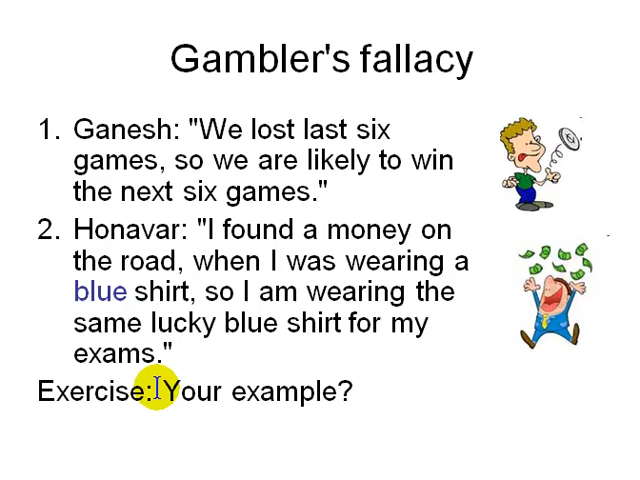 Gambler's fallacy
1. Ganesh: "We lost last six
games, so we are likely to win
the next six games."
2. Honavar: "I found a money on
the road, when I was wearing a
blue shirt, so I am wearing the
same lucky blue shirt for my
exams."
Exercise: Your example?